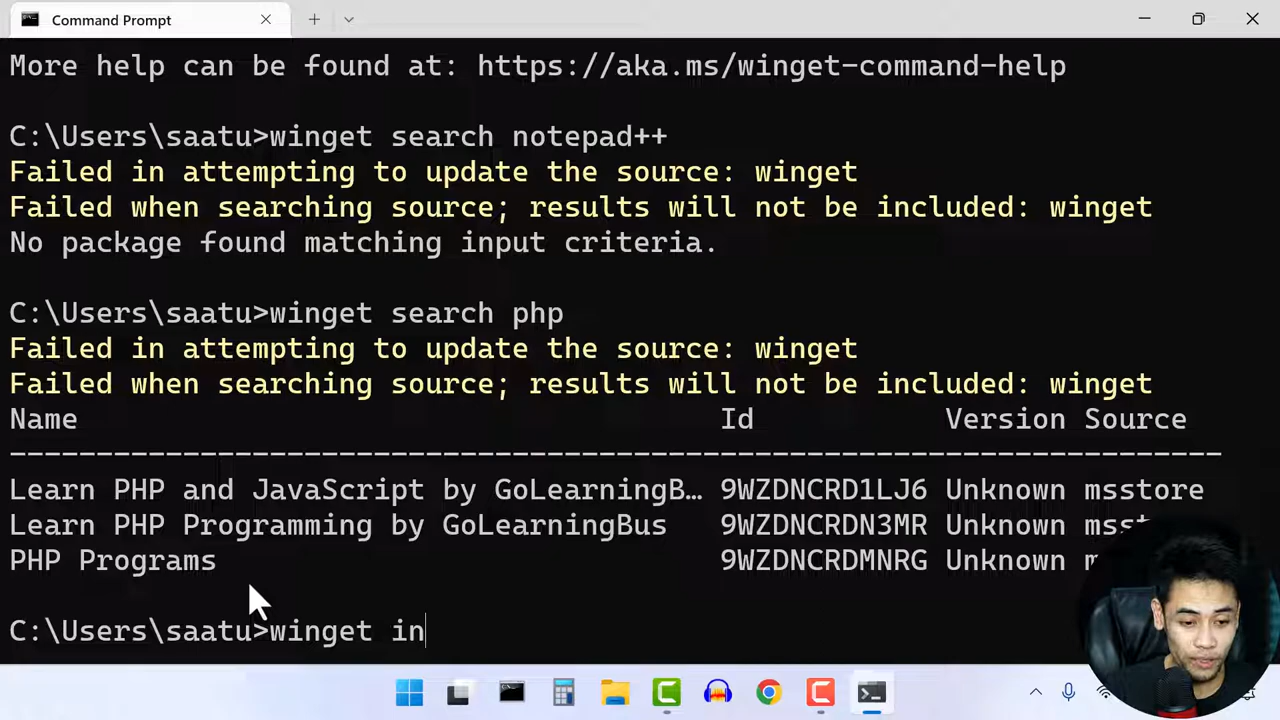 Command Prompt
More help can be found at: https://aka.ms/winget-command-help
C:\Users\saatu>winget search notepad++
Failed in attempting to update the source: winget
Failed when searching source; results will not be included: winget
No package found matching input criteria.
C:\Users\saatu>winget search php
Failed in attempting to update the source: winget
Failed when searching source; results will not be included: winget
Name Id Version Source
--------------------------------------------------------------------------
Learn PHP and JavaScript by GoLearningB… 9WZDNCRD1LJ6 Unknown msstore
Learn PHP Programming by GoLearningBus 9WZDNCRDN3MR Unknown
PHP Programs 9WZDNCRDMNRG Unknown
C:\Users\saatu>winget in